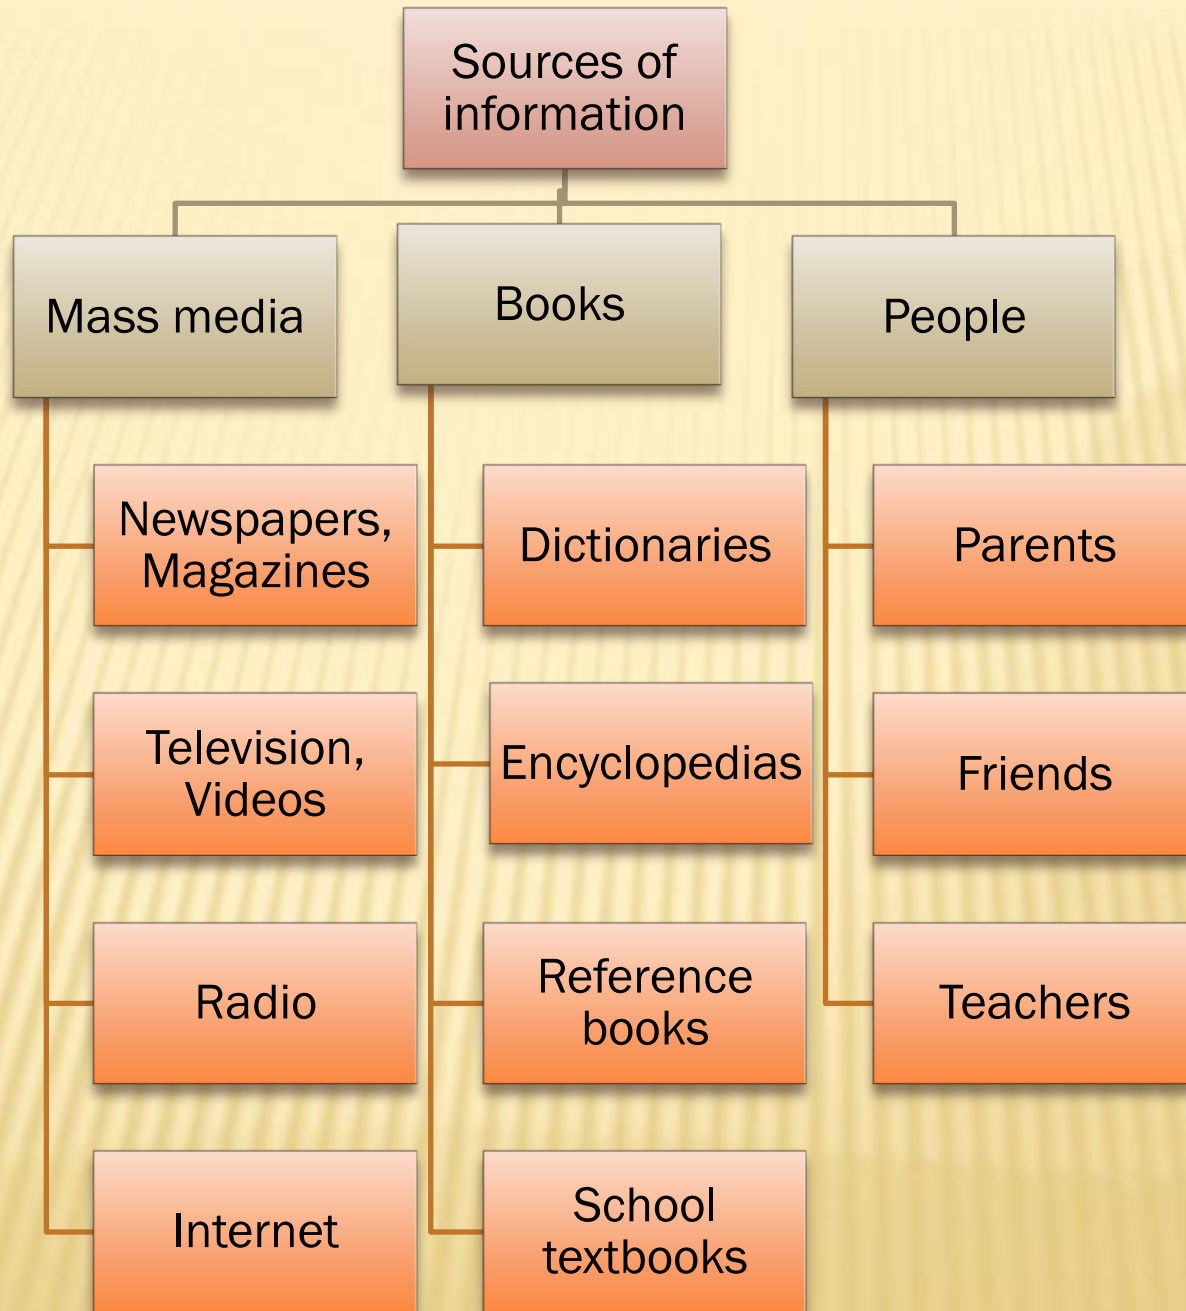 Sources of
information
Mass media
Books
People
Newspapers,
Magazines
Television,
Videos
Radio
Internet
Dictionaries
Encyclopedias
Reference
books
School
textbooks
Parents
Friends
Teachers